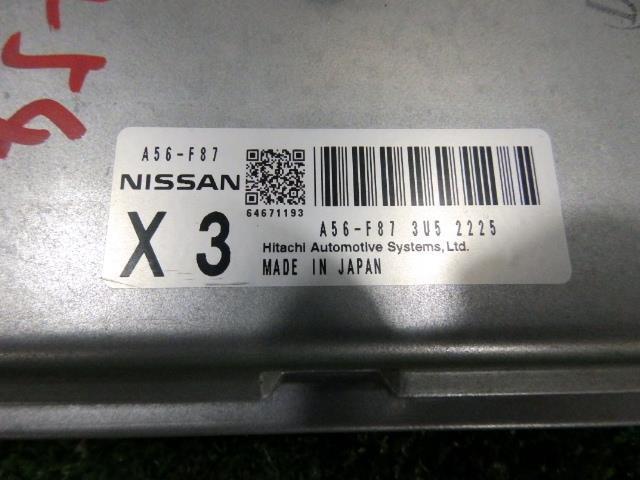 A56-F87
NISSAN
X 3
64671193
A56-F87 3U5 2225
Hitachi Automotive Systems, Ltd.
MADE IN JAPAN